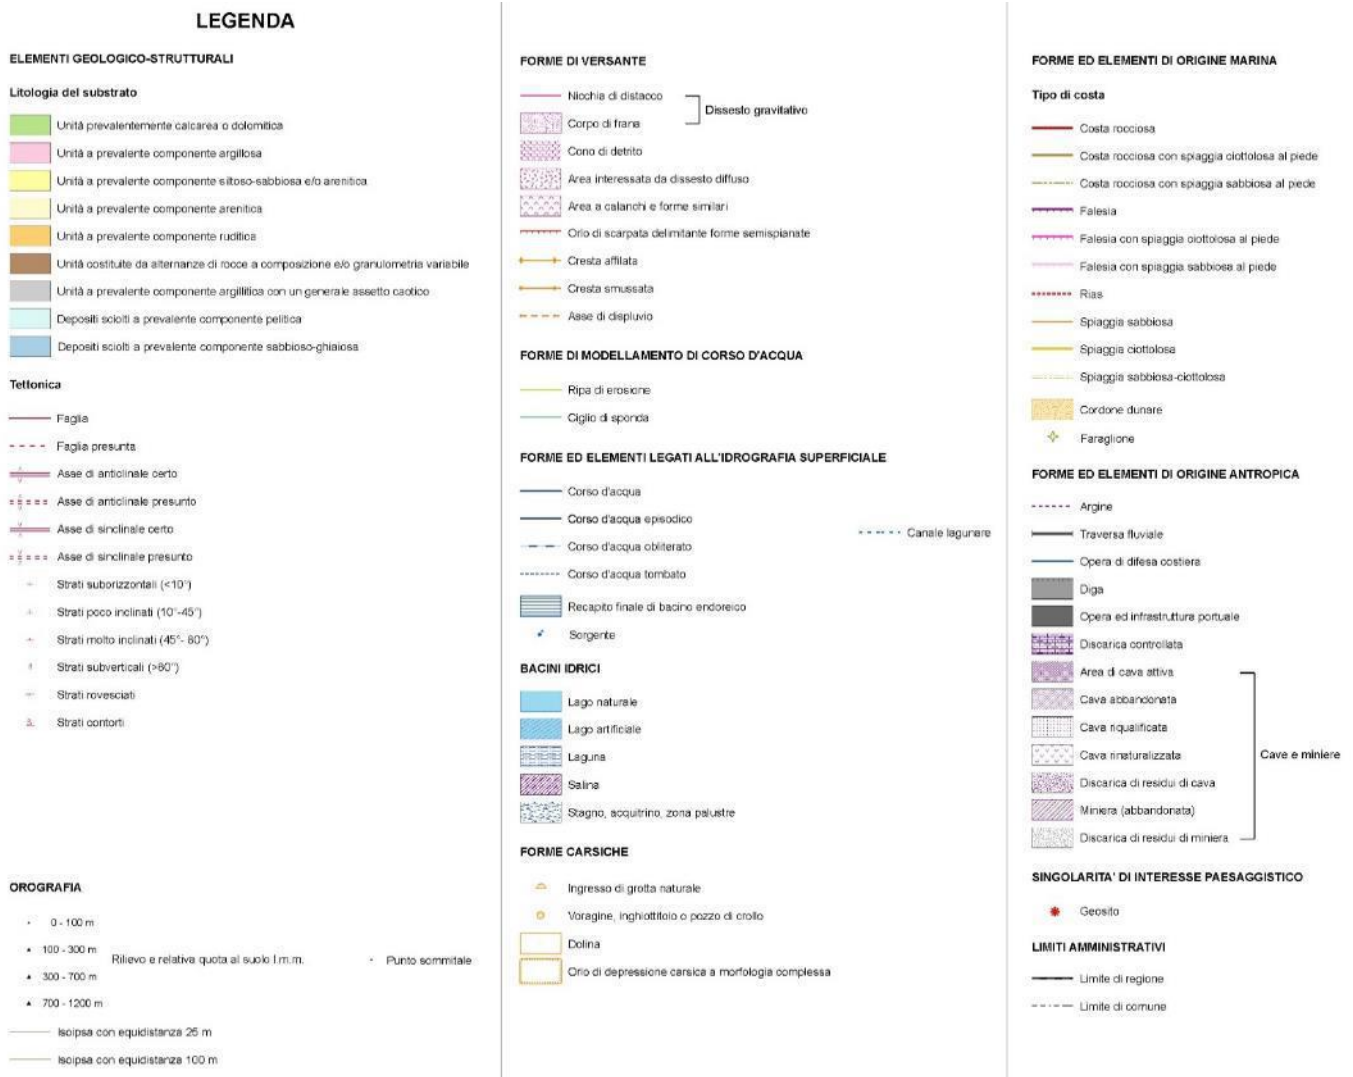 LEGENDA
ELEMENTI GEOLOGICO-STRUTTURALI
Litologia del substrato
Unità prevalentemente calcarea o dolomitica
Unità a prevalente componente argillosa
Unità a prevalente componente siltoso-sabbiosa e/o arenitica
Unità a prevalente componente arenitica
Unità a prevalente componente ruditica
Unità costituite da alternanze di rocce a composizione e/o granulometria variabile
Unità a prevalente componente argillitica con un generale assetto caotico
Depositi sciolti a prevalente componente pelitica
Depositi sciolti a prevalente componente sabbioso-ghiaiosa
Tettonica
Faglia
Faglia presunta
Asse di anticlinale certo
Asse di anticlinale presunto
Asse di sinclinale certo
Asse di sinclinale presunto
Strati suborizzontali (<10°)
Strati poco inclinati (10°-45°)
Strati molto inclinati (45°- 80°)
Strati subverticali (>80°)
Strati rovesciati
Strati contorti
OROGRAFIA
0 - 100 m
100 - 300 m
300 - 700 m
700 - 1200 m
Rilievo e relativa quota al suolo l.m.m.
Punto sommitale
Isoipsa con equidistanza 25 m
Isoipsa con equidistanza 100 m
FORME DI VERSANTE
Nicchia di distacco
Corpo di frana
Dissesto gravitativo
Cono di detrito
Area interessata da dissesto diffuso
Area a calanchi e forme similari
Orlo di scarpata delimitante forme semispianate
Cresta affilata
Cresta smussata
Asse di displuvio
FORME DI MODELLAMENTO DI CORSO D'ACQUA
Ripa di erosione
Ciglio di sponda
FORME ED ELEMENTI LEGATI ALL'IDROGRAFIA SUPERFICIALE
Corso d'acqua
Corso d'acqua episodico
Corso d'acqua obliterato
Corso d'acqua tombato
Canale lagunare
Recapito finale di bacino endoreico
Sorgente
BACINI IDRICI
Lago naturale
Lago artificiale
Laguna
Salina
Stagno, acquitrino, zona palustre
FORME CARSICHE
Ingresso di grotta naturale
Voragine, inghiottitoio o pozzo di crollo
Dolina
Orlo di depressione carsica a morfologia complessa
FORME ED ELEMENTI DI ORIGINE MARINA
Tipo di costa
Costa rocciosa
Costa rocciosa con spiaggia ciottolosa al piede
Costa rocciosa con spiaggia sabbiosa al piede
Falesia
Falesia con spiaggia ciottolosa al piede
Falesia con spiaggia sabbiosa al piede
Rias
Spiaggia sabbiosa
Spiaggia ciottolosa
Spiaggia sabbiosa-ciottolosa
Cordone dunare
Faraglione
FORME ED ELEMENTI DI ORIGINE ANTROPICA
Argine
Traversa fluviale
Opera di difesa costiera
Diga
Opera ed infrastruttura portuale
Discarica controllata
Area di cava attiva
Cava abbandonata
Cava riqualificata
Cava rinaturalizzata
Discarica di residui di cava
Miniera (abbandonata)
Discarica di residui di miniera
Cave e miniere
SINGOLARITA' DI INTERESSE PAESAGGISTICO
Geosito
LIMITI AMMINISTRATIVI
Limite di regione
Limite di comune